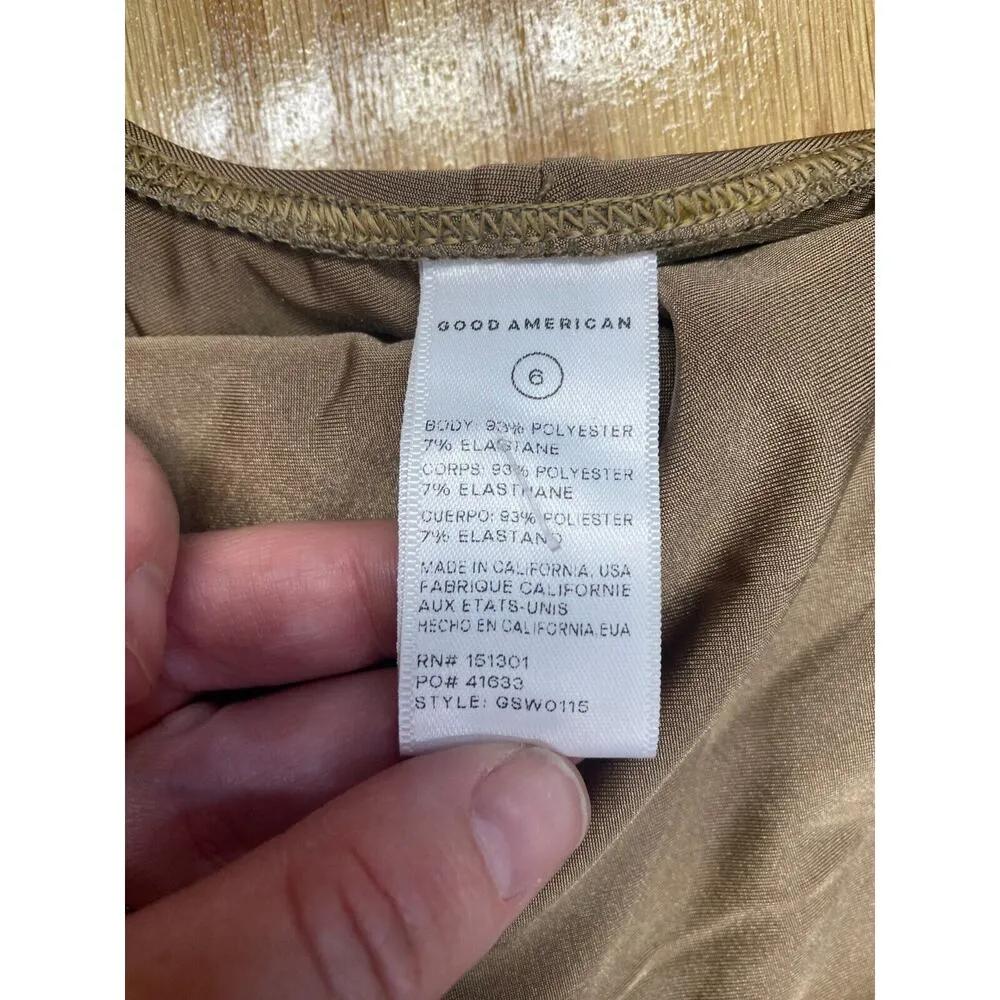 GOOD AMERICAN
6
BODY: 93% POLYESTER
7% ELASTANE
CORPS: 93% POLYESTER
7% ELASTHANE
CUERPO: 93% POLIESTER
7% ELASTANO
MADE IN CALIFORNIA, USA
FABRIQUE CALIFORNIE
AUX ETATS-UNIS
HECHO EN CALIFORNIA, EUA
RN# 151301
PO# 41633
STYLE: GSW0115